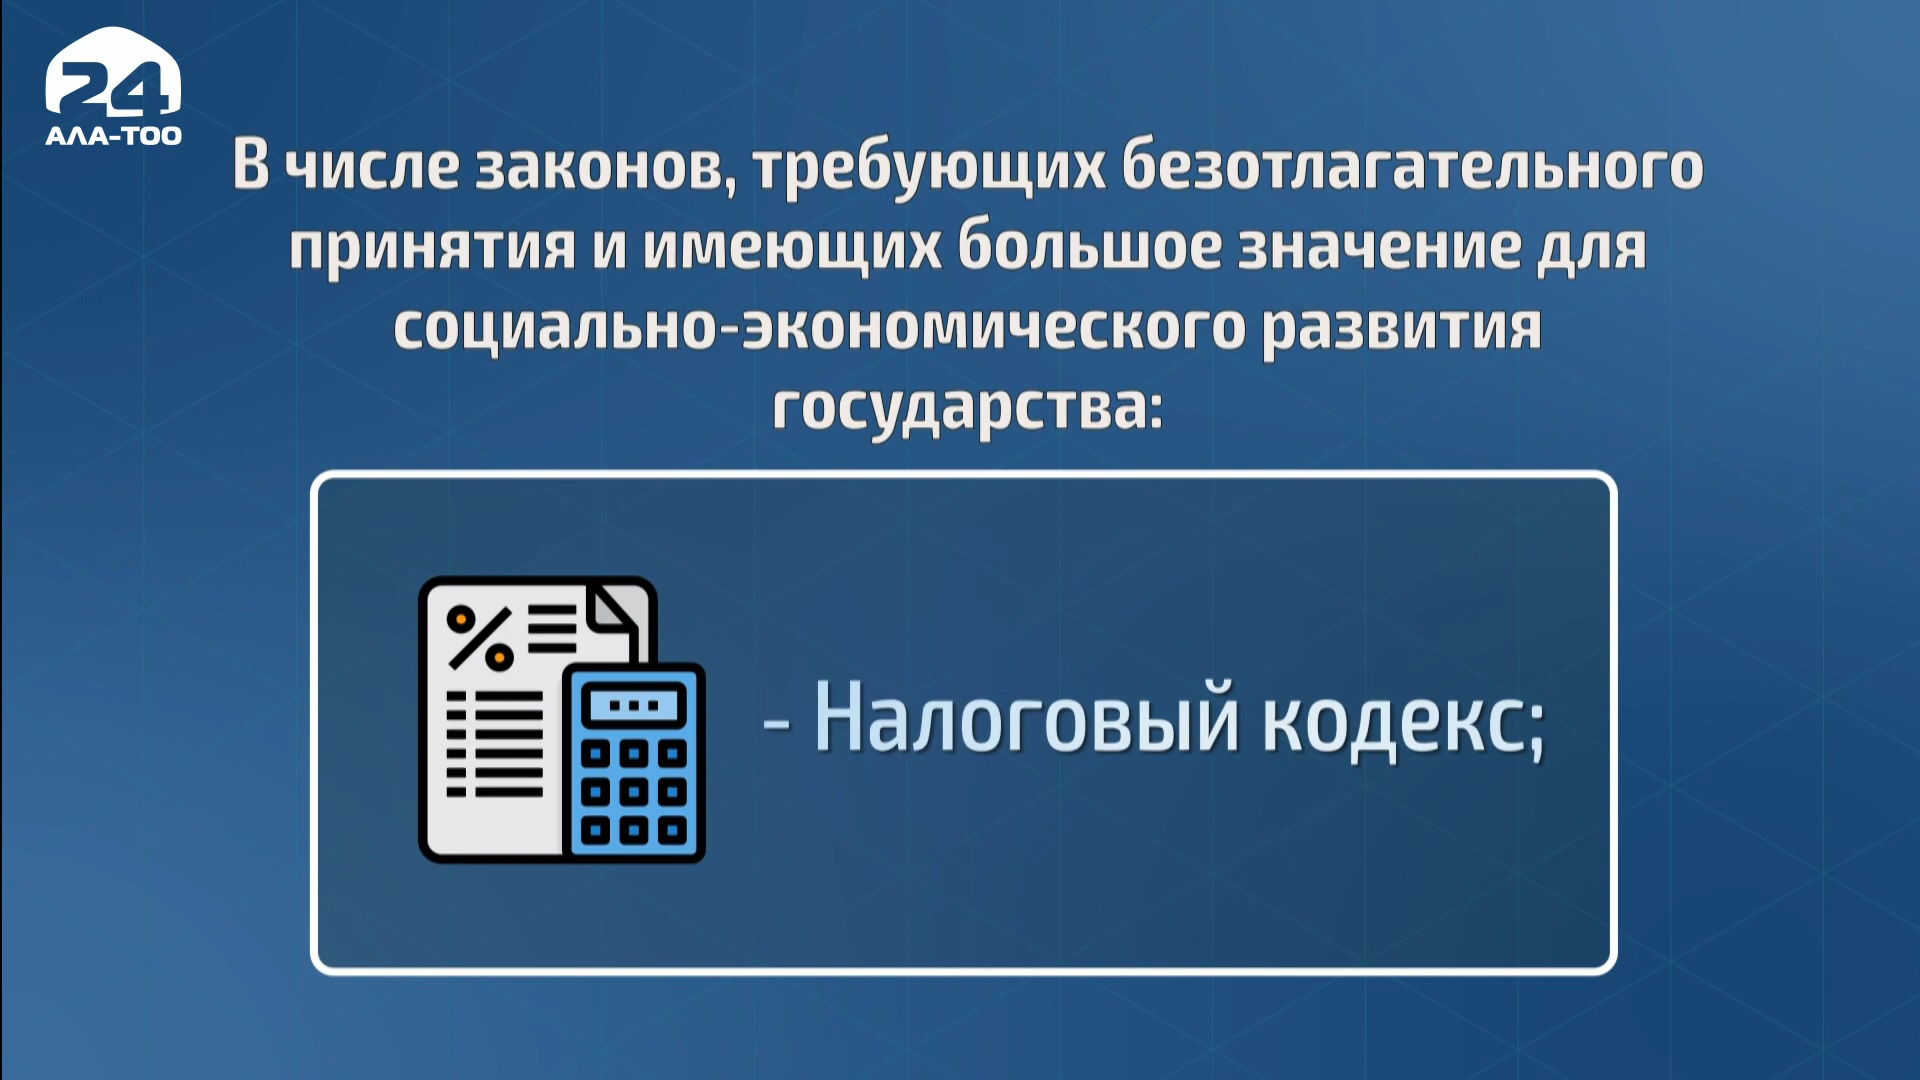 24
АЛА-ТОО
В числе законов, требующих безотлагательного
принятия и имеющих большое значение для
социально-экономического развития
государства:
%
- Налоговый кодекс;